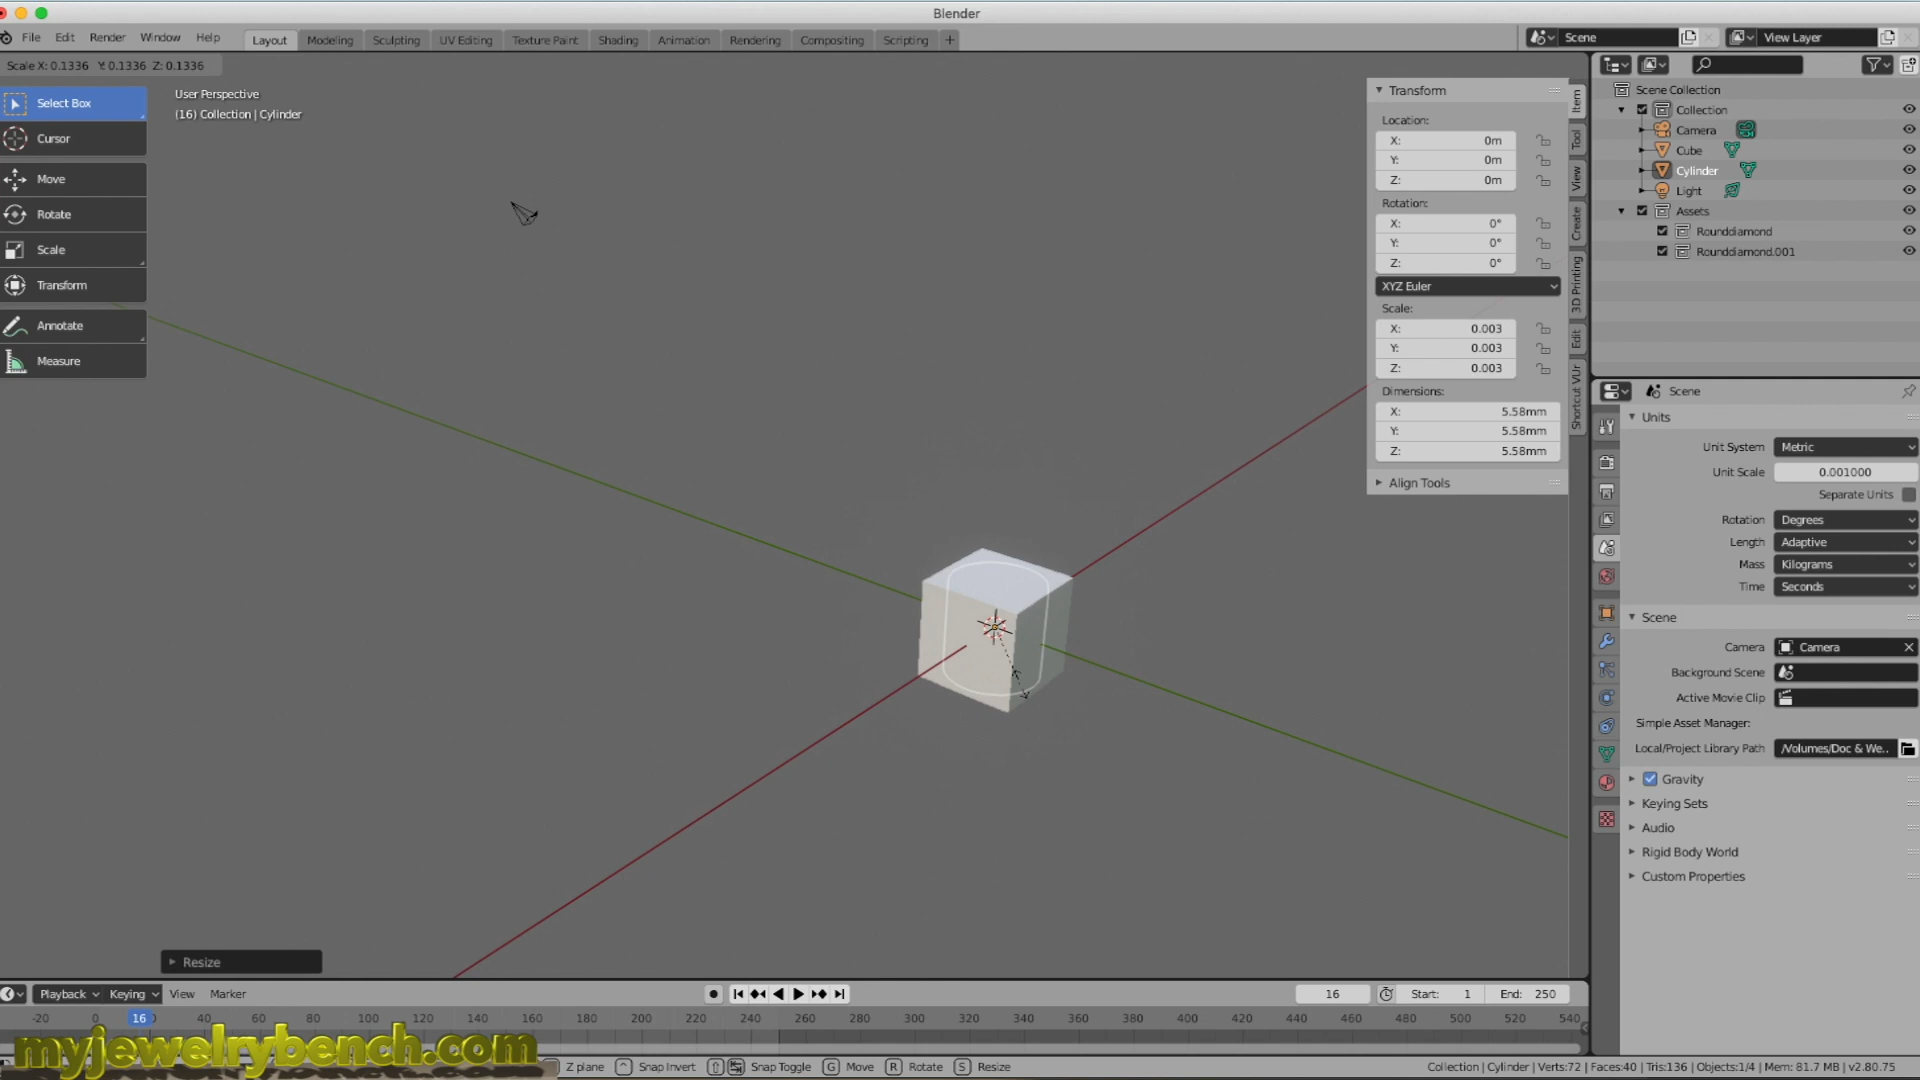 Blender
File Edit Render Window Help Layout Modeling Sculpting UV Editing Texture Paint Shading Animation Rendering Compositing Scripting + Scene View Layer
Scale X: 0.1336 Y: 0.1336 Z: 0.1336
Select Box
Cursor
Move
Rotate
Scale
Transform
Annotate
Measure
User Perspective
(16) Collection | Cylinder
Transform
Location:
X: 0m
Y: 0m
Z: 0m
Rotation:
X: 0°
Y: 0°
Z: 0°
XYZ Euler
Scale:
X: 0.003
Y: 0.003
Z: 0.003
Dimensions:
X: 5.58mm
Y: 5.58mm
Z: 5.58mm
Align Tools
Item
Tool
View
Create
3D Printing
Edit
Shortcut VUr
Scene Collection
Collection
Camera
Cube
Cylinder
Light
Assets
Rounddiamond
Rounddiamond.001
Scene
Units
Unit System Metric
Unit Scale 0.001000
Separate Units
Rotation Degrees
Length Adaptive
Mass Kilograms
Time Seconds
Scene
Camera Camera
Background Scene
Active Movie Clip
Simple Asset Manager:
Local/Project Library Path /Volumes/Doc & We..
Gravity
Keying Sets
Audio
Rigid Body World
Custom Properties
Resize
Playback Keying View Marker 16 Start: 1 End: 250
-20 0 16 40 60 80 100 120 140 160 180 200 220 240 260 280 300 320 340 360 380 400 420 440 460 480 500 520 540
myjewelrybench.com
Z plane Snap Invert Snap Toggle G Move R Rotate S Resize
Collection | Cylinder | Verts:72 | Faces:40 | Tris:136 | Objects:1/4 | Mem: 81.7 MB | v2.80.75